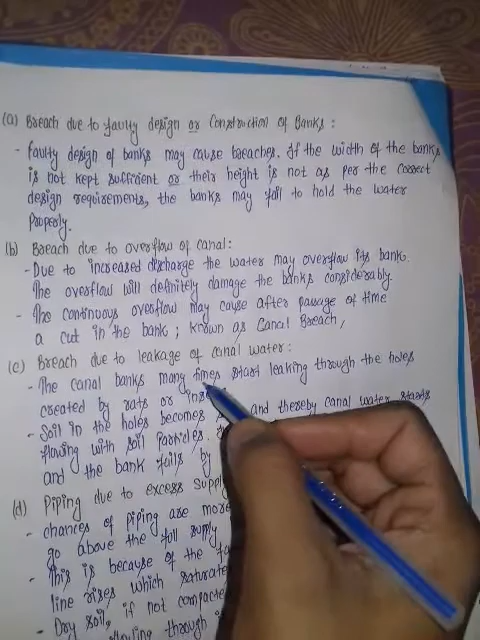 (a) Breach due to faulty design or Construction of Banks :
- Faulty design of banks may cause breaches. If the width of the banks
is not kept sufficient or their height is not as per the correct
design requirements, the banks may fail to hold the water
Properly.
(b) Breach due to overflow of canal:
- Due to increased discharge the water may overflow its bank.
The overflow will definitely damage the banks considerably.
- The continuous overflow may cause after passage of time
a cut in the bank ; known as Canal Breach,
(c) Breach due to leakage of canal water :
- The canal banks many times start leaking through the holes
created by rats or
- Soil in the holes becomes and thereby canal water starts
flowing with soil particles.
and the bank fails by
(d) Piping due to excess supply
- chances of piping are more
go above the full supply
- This is because of the
line rises which saturate
- Dry soil, if not compacte
flowing through